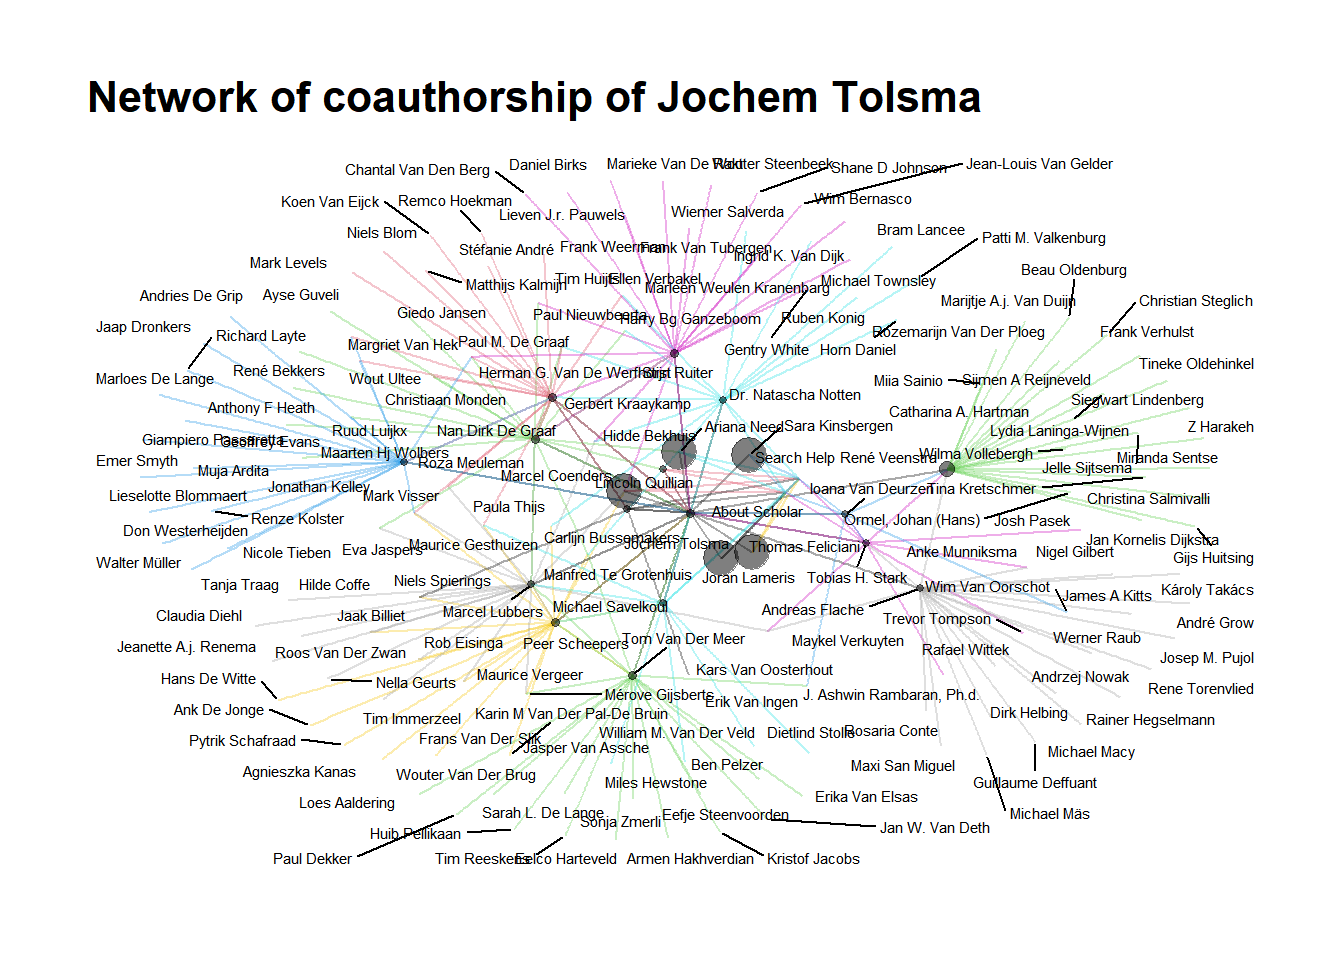 Network of coauthorship of Jochem Tolsma
Chantal Van Den Berg
Daniel Birks
Marieke Van De Rakt
Wouter Steenbeek
Shane D Johnson
Jean-Louis Van Gelder
Koen Van Eijck
Remco Hoekman
Lieven J.r. Pauwels
Wiemer Salverda
Wim Bernasco
Niels Blom
Stéfanie André
Frank Weerman
Frank Van Tubergen
Ingrid K. Van Dijk
Bram Lancee
Patti M. Valkenburg
Mark Levels
Matthijs Kalmijn
Tim Huijts
Ellen Verbakel
Marleen Weulen Kranenbarg
Michael Townsley
Beau Oldenburg
Andries De Grip
Ayse Guveli
Giedo Jansen
Paul Nieuwbeerta
Harry Bg Ganzeboom
Ruben Konig
Marijtje A.j. Van Duijn
Christian Steglich
Jaap Dronkers
Richard Layte
Margriet Van Hek
Paul M. De Graaf
Gentry White
Horn Daniel
Rozemarijn Van Der Ploeg
Frank Verhulst
Marloes De Lange
René Bekkers
Wout Ultee
Herman G. Van De Werfhorst
Stijn Ruiter
Miia Sainio
Sijmen A Reijneveld
Tineke Oldehinkel
Anthony F Heath
Christiaan Monden
Gerbert Kraaykamp
Dr. Natascha Notten
Catharina A. Hartman
Siegwart Lindenberg
Giampiero Passaretta
Geoffrey Evans
Ruud Luijkx
Nan Dirk De Graaf
Hidde Bekhuis
Ariana Need
Sara Kinsbergen
Lydia Laninga-Wijnen
Z Harakeh
Emer Smyth
Muja Ardita
Maarten Hj Wolbers
Roza Meuleman
Marcel Coenders
Search Help
René Veenstra
Wilma Vollebergh
Jelle Sijtsema
Miranda Sentse
Lieselotte Blommaert
Jonathan Kelley
Mark Visser
Paula Thijs
Lincoln Quillian
Ioana Van Deurzen
Tina Kretschmer
Christina Salmivalli
Don Westerheijden
Renze Kolster
About Scholar
Ormel, Johan (Hans)
Josh Pasek
Jan Kornelis Dijkstra
Walter Müller
Nicole Tieben
Eva Jaspers
Maurice Gesthuizen
Carlijn Bussemakers
Jochem Tolsma
Thomas Feliciani
Anke Munniksma
Nigel Gilbert
Gijs Huitsing
Tanja Traag
Hilde Coffe
Niels Spierings
Manfred Te Grotenhuis
Joran Lameris
Tobias H. Stark
Wim Van Oorschot
James A Kitts
Károly Takács
Claudia Diehl
Jaak Billiet
Marcel Lubbers
Michael Savelkoul
Andreas Flache
Trevor Tompson
Werner Raub
André Grow
Jeanette A.j. Renema
Roos Van Der Zwan
Rob Eisinga
Peer Scheepers
Tom Van Der Meer
Maykel Verkuyten
Rafael Wittek
Josep M. Pujol
Hans De Witte
Nella Geurts
Maurice Vergeer
Kars Van Oosterhout
Andrzej Nowak
Rene Torenvlied
Ank De Jonge
Tim Immerzeel
Karin M Van Der Pal-De Bruin
Mérove Gijsberts
Erik Van Ingen
J. Ashwin Rambaran, Ph.d.
Dirk Helbing
Rainer Hegselmann
Pytrik Schafraad
Frans Van Der Slik
Jasper Van Assche
William M. Van Der Veld
Dietlind Stolle
Rosaria Conte
Michael Macy
Agnieszka Kanas
Wouter Van Der Brug
Ben Pelzer
Maxi San Miguel
Guillaume Deffuant
Loes Aaldering
Miles Hewstone
Erika Van Elsas
Michael Mäs
Huib Pellikaan
Sarah L. De Lange
Sonja Zmerli
Eefje Steenvoorden
Jan W. Van Deth
Paul Dekker
Tim Reeskens
Eelco Harteveld
Armen Hakhverdian
Kristof Jacobs